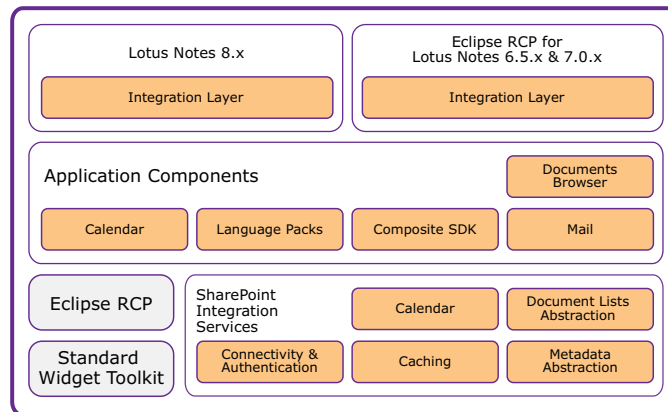 Lotus Notes 8.x
Integration Layer
Eclipse RCP for
Lotus Notes 6.5.x & 7.0.x
Integration Layer
Application Components
Documents
Browser
Calendar
Language Packs
Composite SDK
Mail
Eclipse RCP
Standard
Widget Toolkit
SharePoint
Integration
Services
Calendar
Document Lists
Abstraction
Connectivity &
Authentication
Caching
Metadata
Abstraction